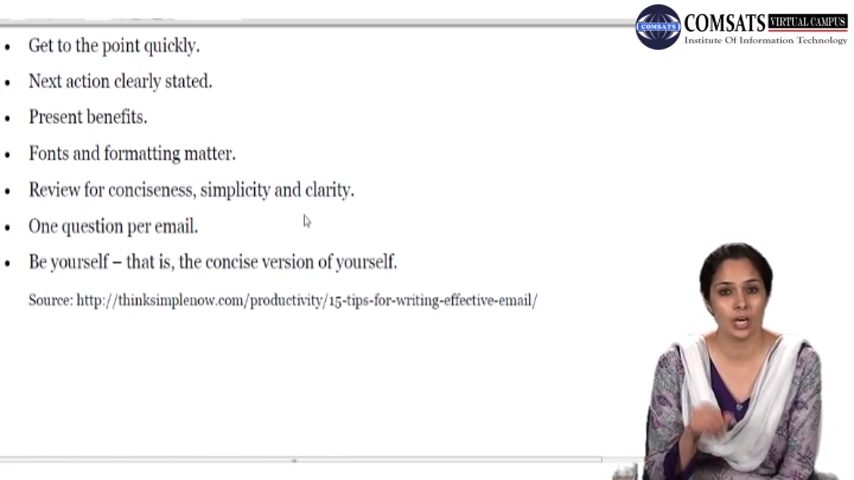 COMSATS VIRTUAL CAMPUS
COMSATS
Institute Of Information Technology
• Get to the point quickly.
• Next action clearly stated.
• Present benefits.
• Fonts and formatting matter.
• Review for conciseness, simplicity and clarity.
• One question per email.
• Be yourself – that is, the concise version of yourself.
Source: http://thinksimplenow.com/productivity/15-tips-for-writing-effective-email/